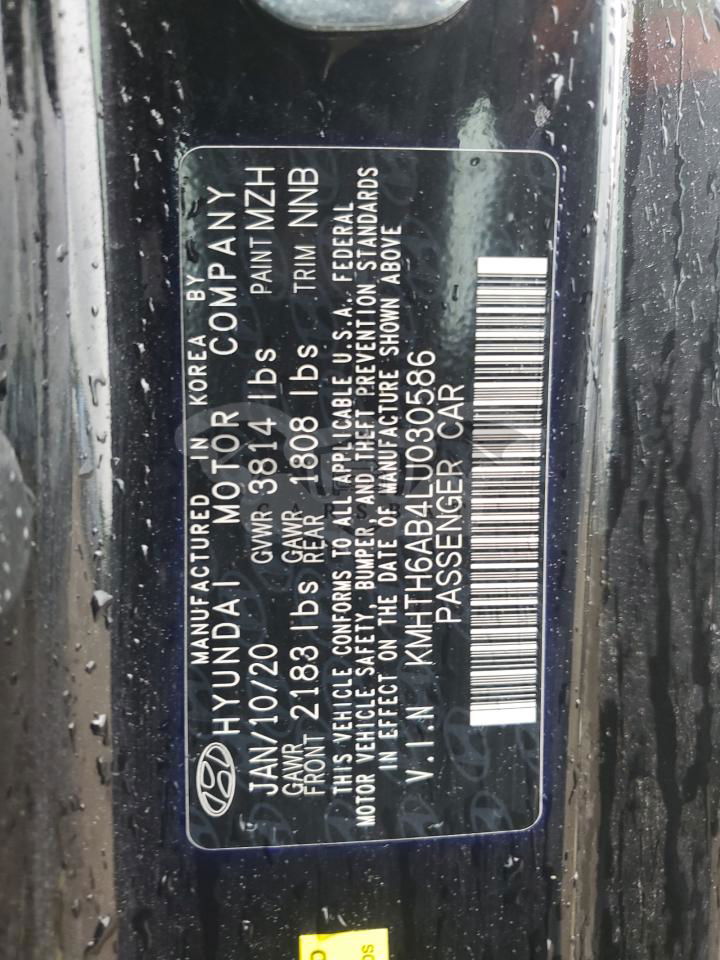 MANUFACTURED IN KOREA BY
HYUNDAI MOTOR COMPANY
JAN/10/20 GVWR 3814 lbs PAINT MZH
GAWR FRONT 2183 lbs GAWR REAR 1808 lbs TRIM NNB
THIS VEHICLE CONFORMS TO ALL APPLICABLE U.S.A. FEDERAL
MOTOR VEHICLE SAFETY, BUMPER, AND THEFT PREVENTION STANDARDS
IN EFFECT ON THE DATE OF MANUFACTURE SHOWN ABOVE
V.I.N KMHTH6AB4LU030586
PASSENGER CAR